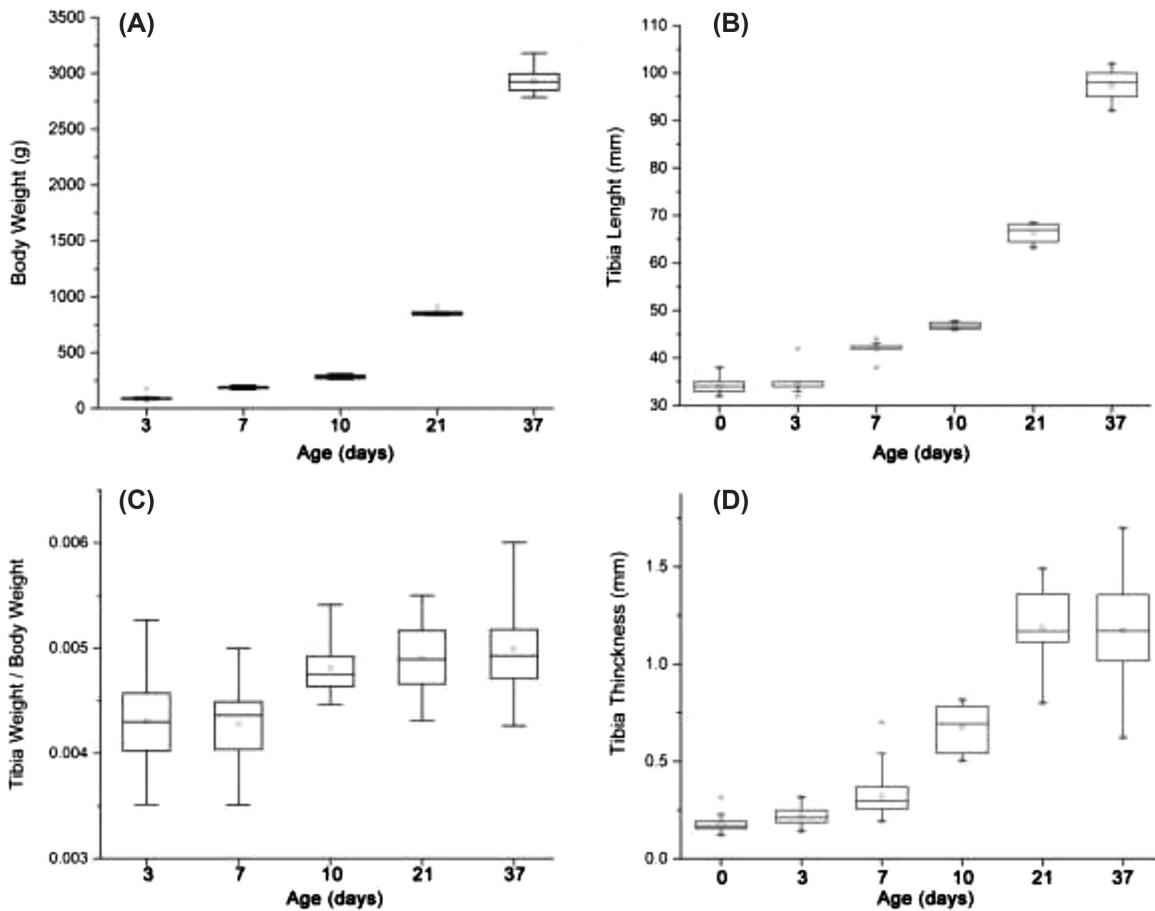 (A)
Body Weight (g)
3500
3000
2500
2000
1500
1000
500
0
3 7 10 21 37
Age (days)
(B)
Tibia Lenght (mm)
110
100
90
80
70
60
50
40
30
0 3 7 10 21 37
Age (days)
(C)
Tibia Weight / Body Weight
0.006
0.005
0.004
0.003
3 7 10 21 37
Age (days)
(D)
Tibia Thinckness (mm)
1.5
1.0
0.5
0.0
0 3 7 10 21 37
Age (days)